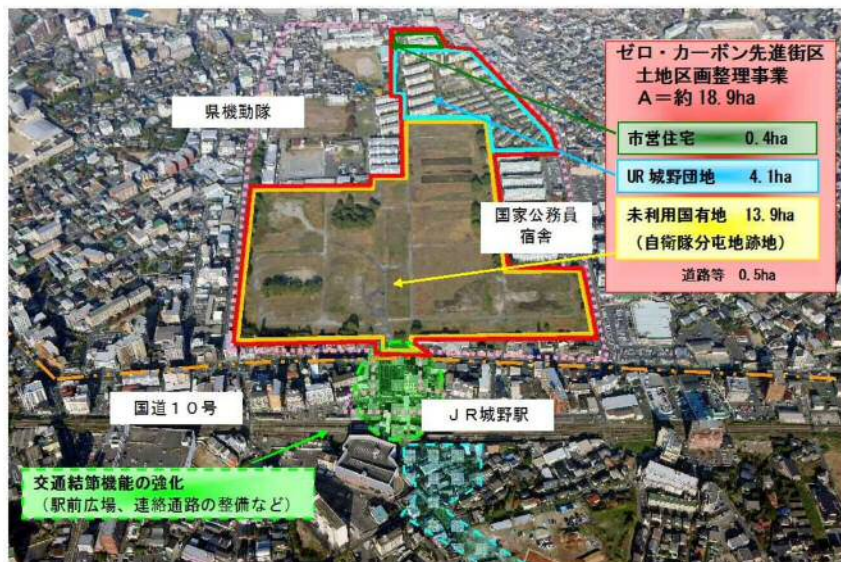 ゼロ・カーボン先進街区
土地区画整理事業
A=約18.9ha
市営住宅 0.4ha
UR城野団地 4.1ha
未利用国有地 13.9ha
(自衛隊分屯地跡地)
道路等 0.5ha
県機動隊
国家公務員
宿舎
国道10号
JR城野駅
交通結節機能の強化
(駅前広場、連絡通路の整備など)